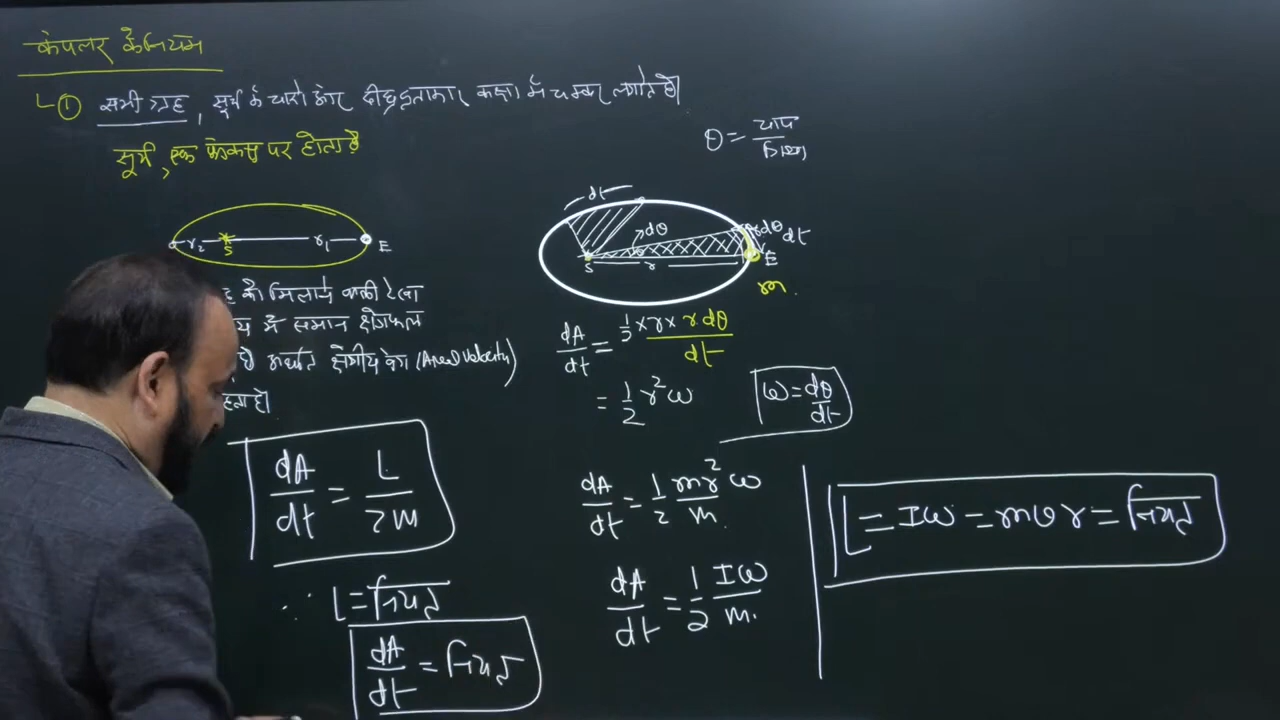 केपलर के नियम
① सभी ग्रह, सूर्य के चारो ओर दीर्घवृत्ताकार कक्षा में चक्कर लगाते है।
सूर्य, एक फोकस पर होता है
θ = चाप
r₂ S r₁ E
dt dθ rdθ dt
S r E
m.
को मिलाने वाली रेखा
में समान क्षेत्रफल
है अर्थात क्षेत्रीय वेग (Areal velocity)
dA/dt = 1/2 × r × rdθ/dt
= 1/2 r²ω
ω = dθ/dt
dA/dt = L/2m
dA/dt = 1/2 mr²ω/m.
L = Iω = mvr = नियत
∵ L = नियत
dA/dt = 1/2 Iω/m.
dA/dt = नियत